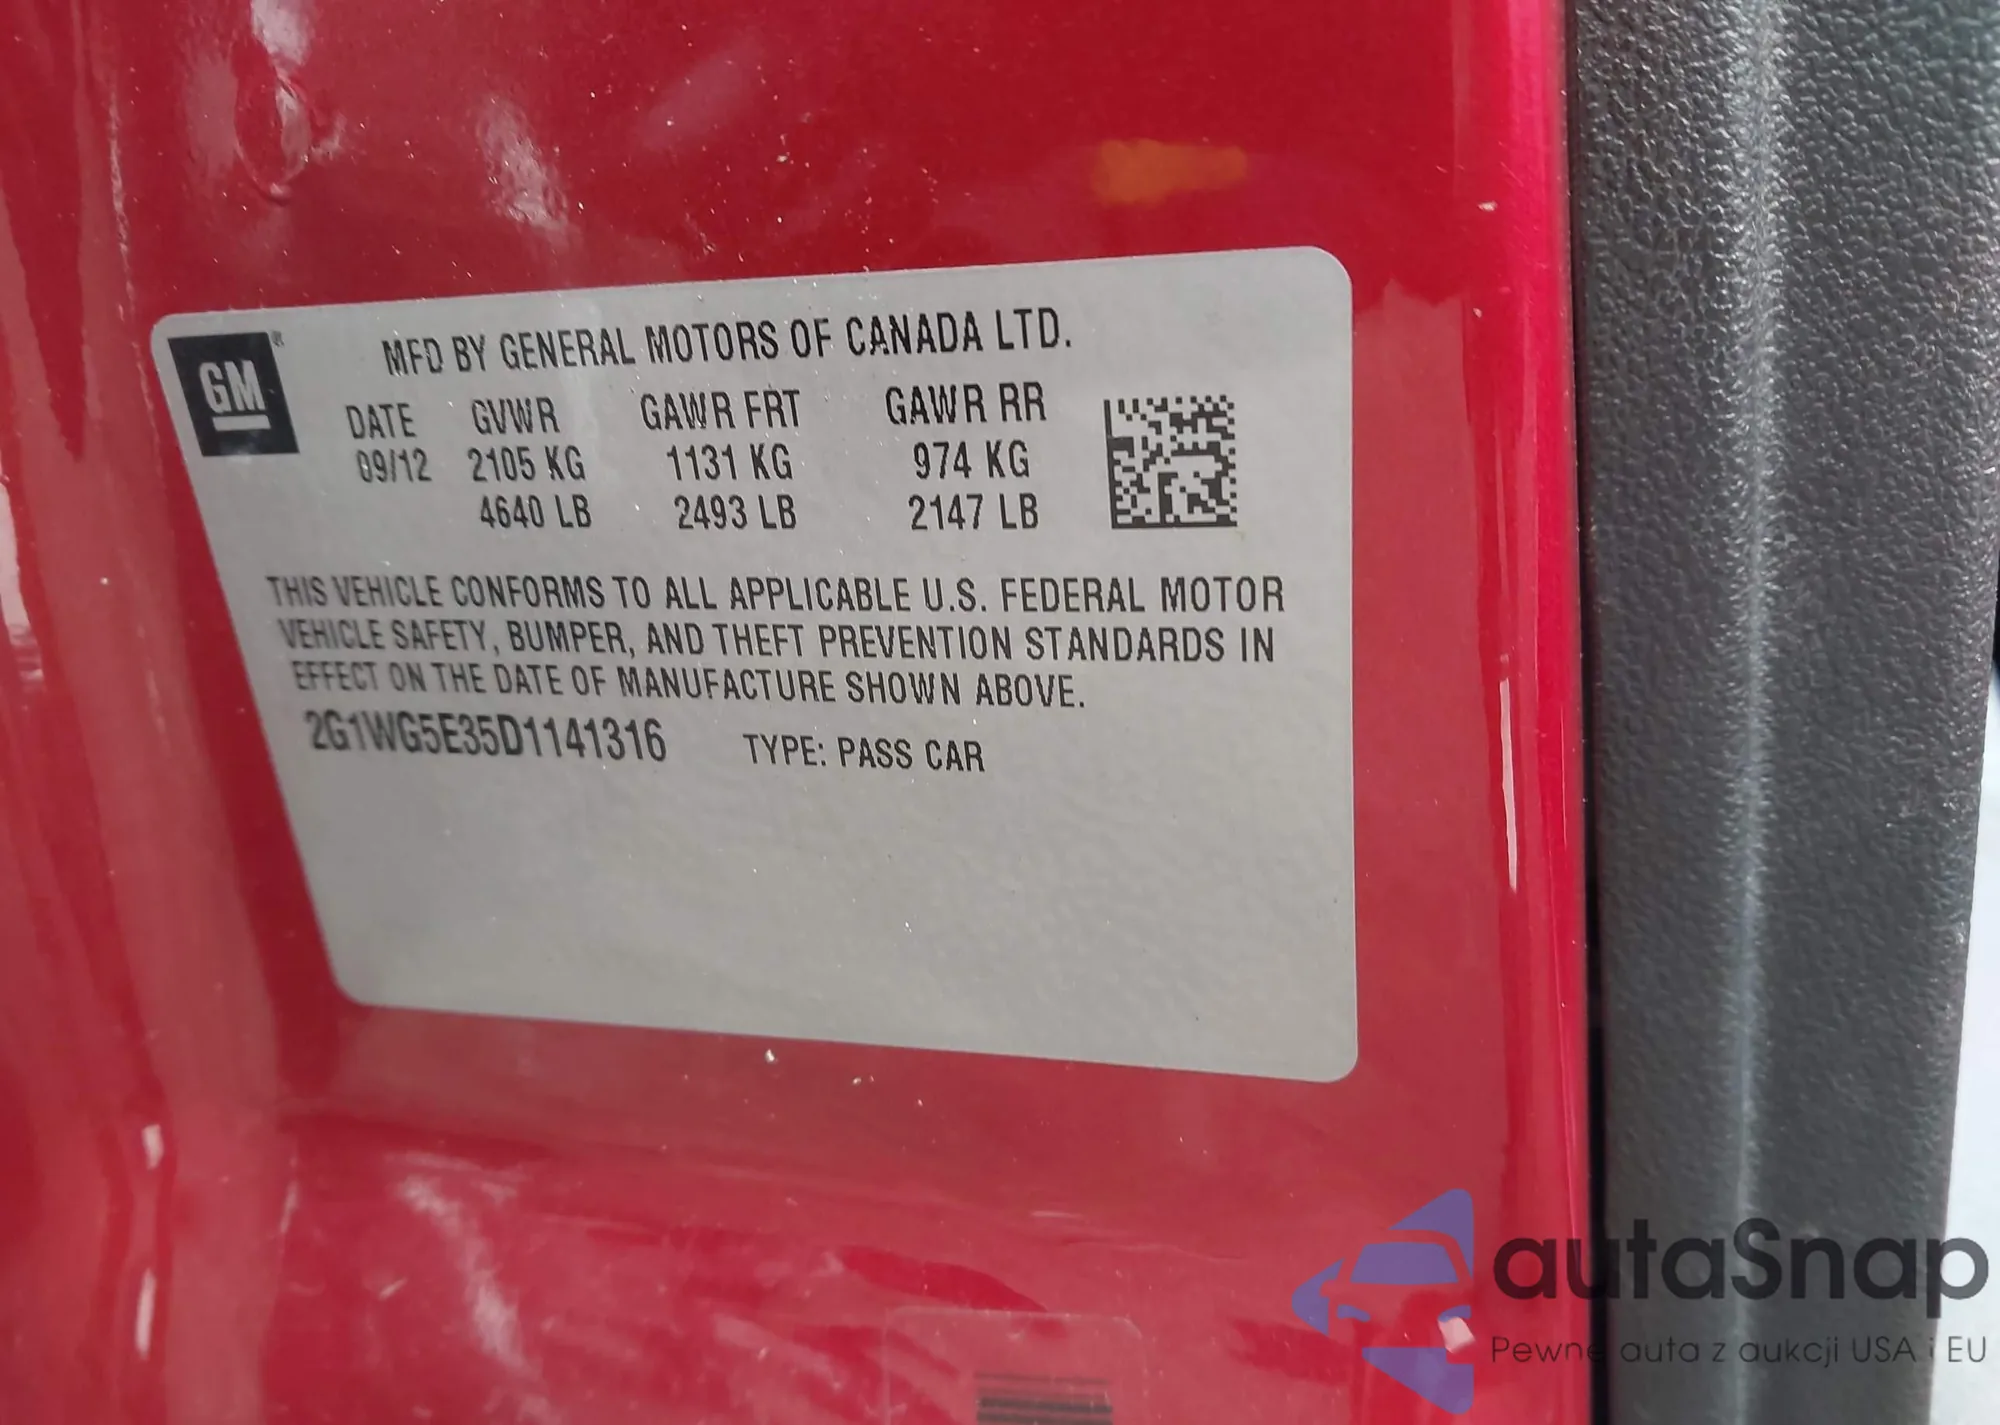 GM
MFD BY GENERAL MOTORS OF CANADA LTD.
DATE GVWR GAWR FRT GAWR RR
09/12 2105 KG 1131 KG 974 KG
4640 LB 2493 LB 2147 LB
THIS VEHICLE CONFORMS TO ALL APPLICABLE U.S. FEDERAL MOTOR
VEHICLE SAFETY, BUMPER, AND THEFT PREVENTION STANDARDS IN
EFFECT ON THE DATE OF MANUFACTURE SHOWN ABOVE.
2G1WG5E35D1141316 TYPE: PASS CAR
autaSnap
Pewne auta z aukcji USA i EU